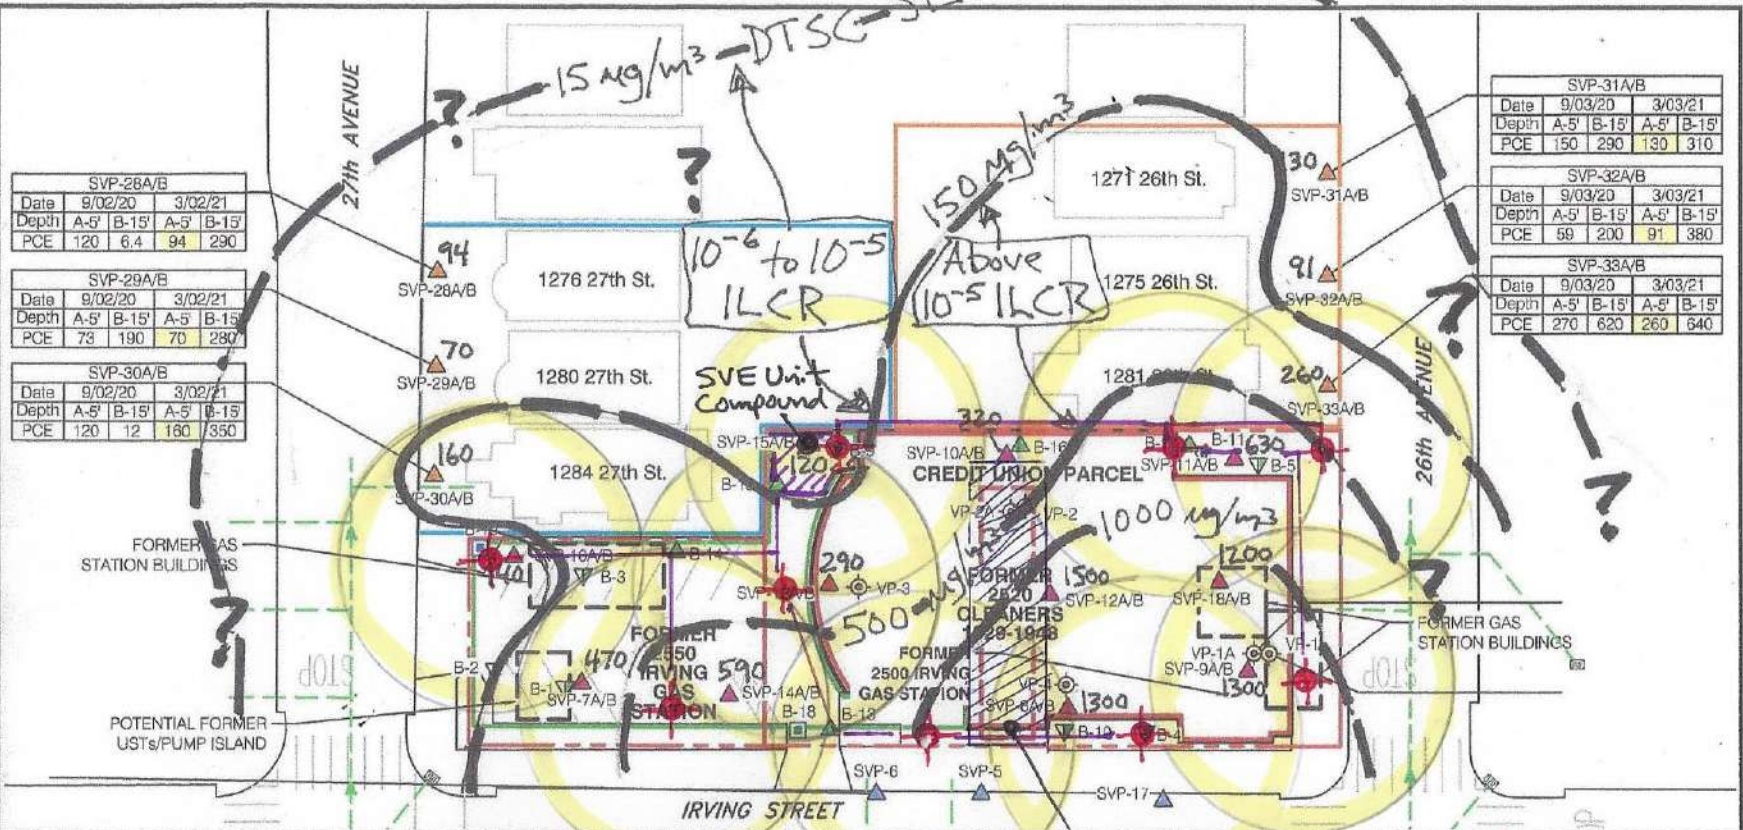 15 µg/m³ - DTSC-SL
27th AVENUE
?
?
150 µg/m³
SVP-28A/B
Date 9/02/20 3/02/21
Depth A-5' B-15' A-5' B-15'
PCE 120 6.4 94 290
SVP-29A/B
Date 9/02/20 3/02/21
Depth A-5' B-15' A-5' B-15'
PCE 73 190 70 280
SVP-30A/B
Date 9/02/20 3/02/21
Depth A-5' B-15' A-5' B-15'
PCE 120 12 160 350
SVP-31A/B
Date 9/03/20 3/03/21
Depth A-5' B-15' A-5' B-15'
PCE 150 290 130 310
SVP-32A/B
Date 9/03/20 3/03/21
Depth A-5' B-15' A-5' B-15'
PCE 59 200 91 380
SVP-33A/B
Date 9/03/20 3/03/21
Depth A-5' B-15' A-5' B-15'
PCE 270 620 260 640
94
SVP-28A/B
70
SVP-29A/B
160
SVP-30A/B
1276 27th St.
1280 27th St.
1284 27th St.
10⁻⁶ to 10⁻⁵
ILCR
Above
10⁻⁵ ILCR
1271 26th St.
1275 26th St.
1281
130
SVP-31A/B
91
SVP-32A/B
260
SVP-33A/B
?
26th AVENUE
?
?
SVE Unit
Compound
SVP-15A/B
120
320
SVP-10A/B
B-16
B-11
630
SVP-11A/B
B-5
CREDIT UNION PARCEL
VP-2A
VP-2
1000 µg/m³
FORMER GAS
STATION BUILDINGS
B-3
B-14
290
VP-3
500 µg/m³
FORMER
2520
CLEANERS
1500
SVP-12A/B
1200
SVP-18A/B
FORMER GAS
STATION BUILDINGS
?
STOP
B-2
B-1
470
SVP-7A/B
FORMER
2550
IRVING
GAS
STATION
590
SVP-14A/B
B-18
B-13
FORMER
2500 IRVING
GAS STATION
VP-4
SVP-8A/B
1300
B-19
B-4
VP-1A
VP-1
SVP-9A/B
1300
STOP
POTENTIAL FORMER
USTs/PUMP ISLAND
SVP-6
SVP-5
SVP-17
IRVING STREET